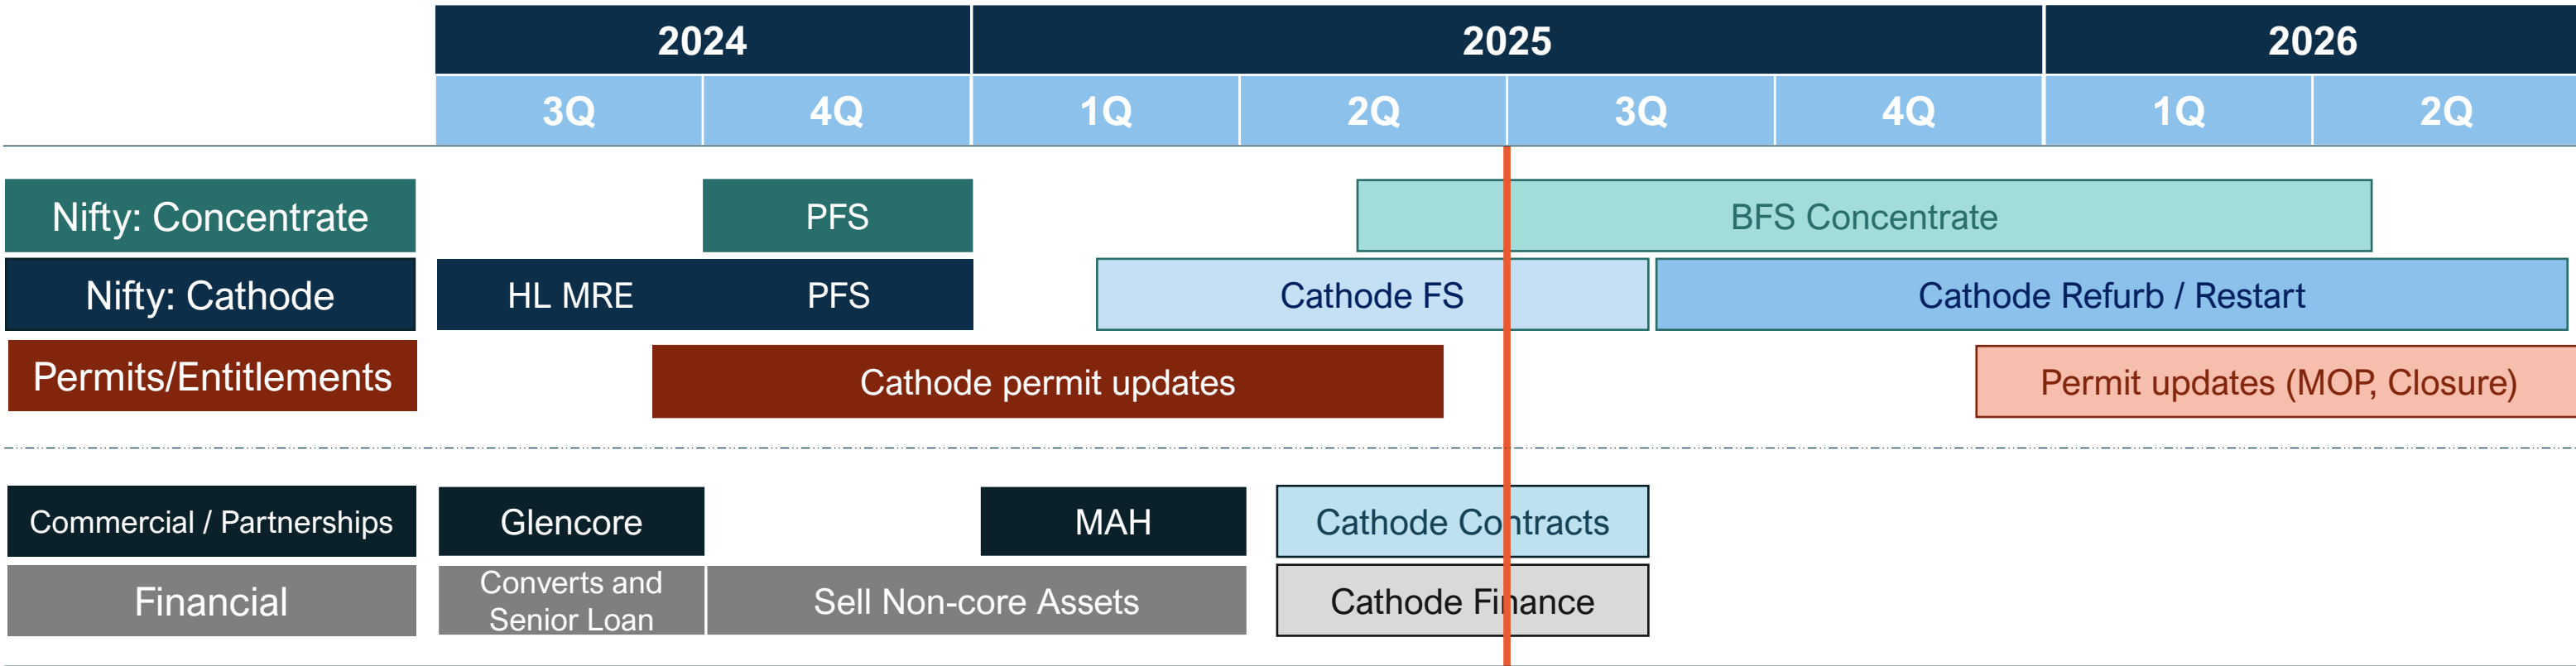 2024 2025 2026
3Q 4Q 1Q 2Q 3Q 4Q 1Q 2Q
Nifty: Concentrate PFS BFS Concentrate
Nifty: Cathode HL MRE PFS Cathode FS Cathode Refurb / Restart
Permits/Entitlements Cathode permit updates Permit updates (MOP, Closure)
Commercial / Partnerships Glencore MAH Cathode Contracts
Financial
Converts and
Senior Loan
Sell Non-core Assets Cathode Finance